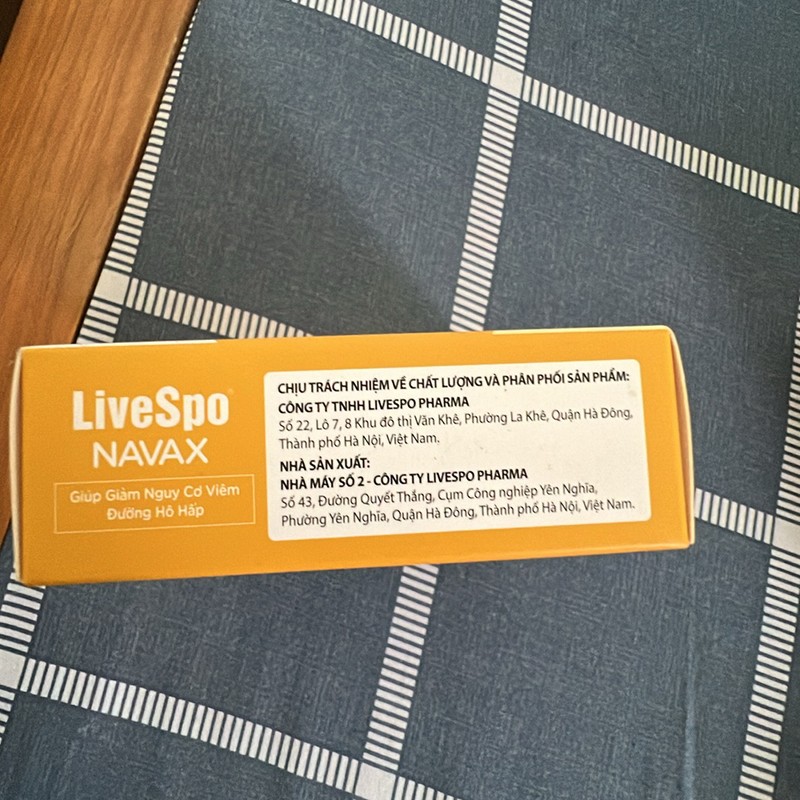 LiveSpo
NAVAX
Giúp Giảm Nguy Cơ Viêm
Đường Hô Hấp
CHỊU TRÁCH NHIỆM VỀ CHẤT LƯỢNG VÀ PHÂN PHỐI SẢN PHẨM:
CÔNG TY TNHH LIVESPO PHARMA
Số 22, Lô 7, 8 Khu đô thị Văn Khê, Phường La Khê, Quận Hà Đông,
Thành phố Hà Nội, Việt Nam.
NHÀ SẢN XUẤT:
NHÀ MÁY SỐ 2 - CÔNG TY LIVESPO PHARMA
Số 43, Đường Quyết Thắng, Cụm Công nghiệp Yên Nghĩa,
Phường Yên Nghĩa, Quận Hà Đông, Thành phố Hà Nội, Việt Nam.